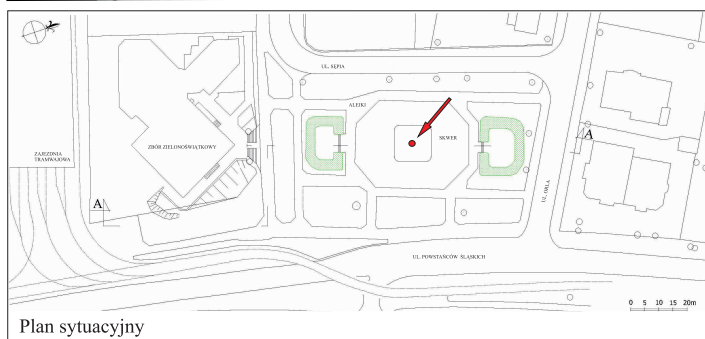 UL. SĘPIA
ALEJKI
ZBÓR ZIELONOŚWIĄTKOWY
SKWER
ZAJEZDNIA
TRAMWAJOWA
A
A
UL. ORLA
UL. POWSTAŃCÓW ŚLĄSKICH
0 5 10 15 20m
Plan sytuacyjny